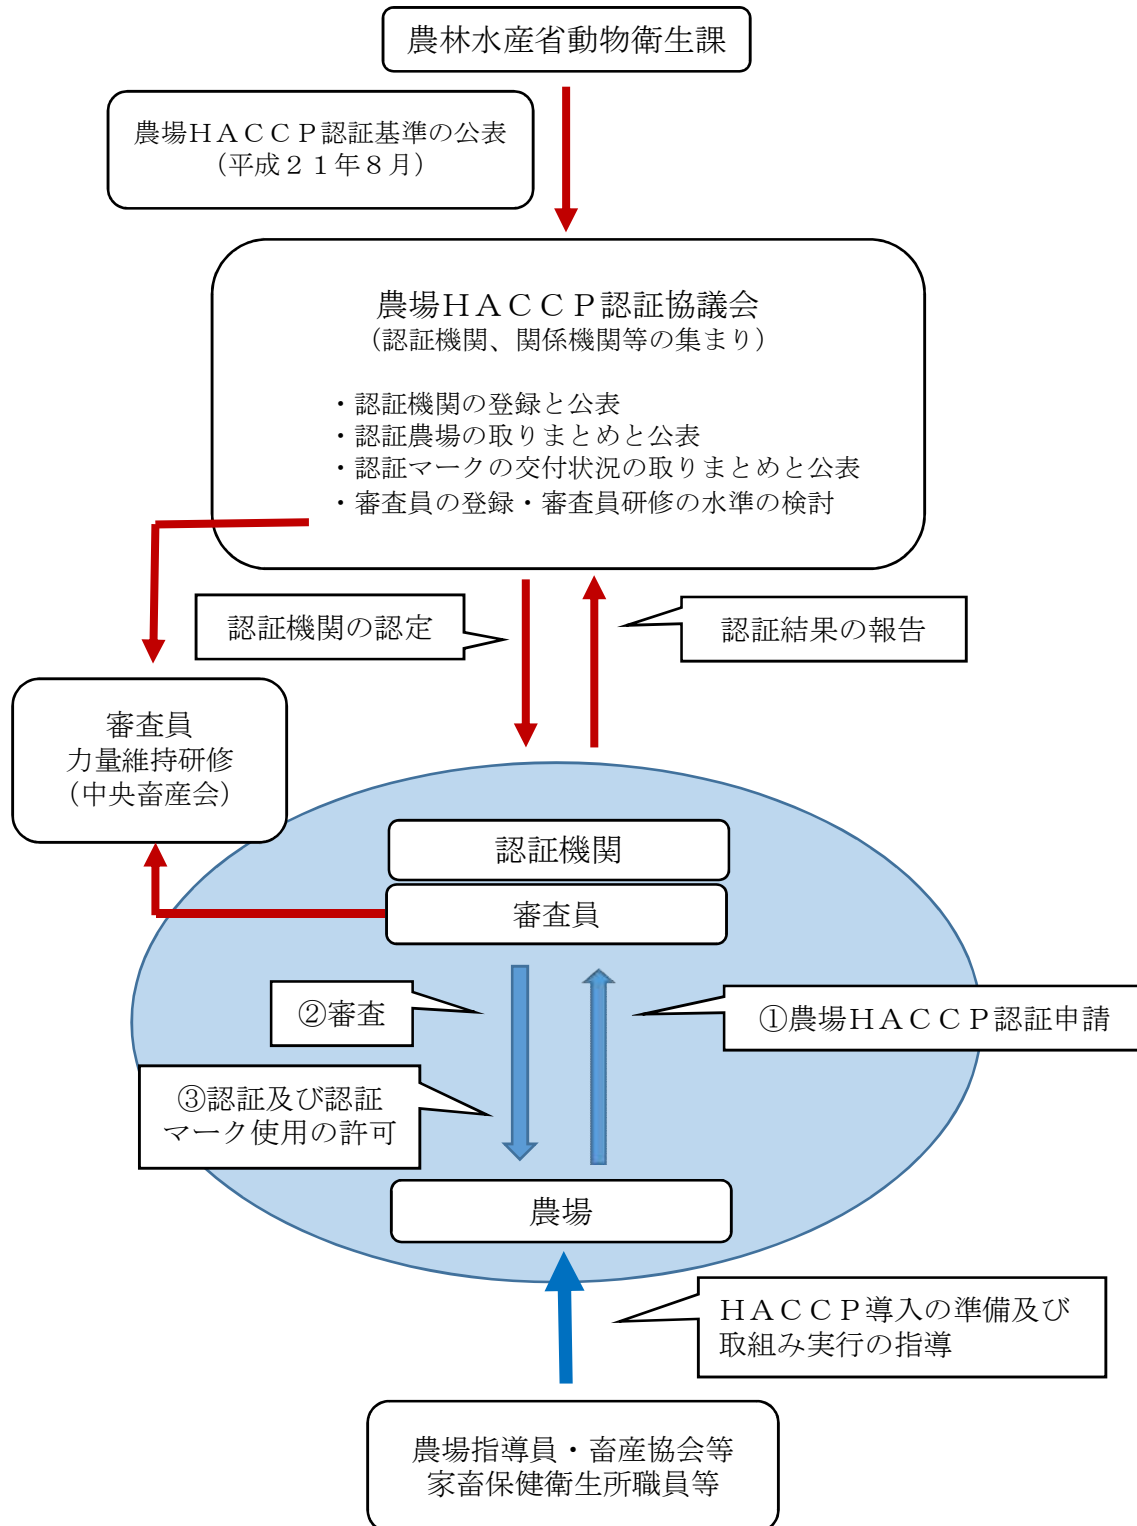 農林水産省動物衛生課
農場ＨＡＣＣＰ認証基準の公表
（平成２１年８月）
農場ＨＡＣＣＰ認証協議会
（認証機関、関係機関等の集まり）
・認証機関の登録と公表
・認証農場の取りまとめと公表
・認証マークの交付状況の取りまとめと公表
・審査員の登録・審査員研修の水準の検討
認証機関の認定
認証結果の報告
審査員
力量維持研修
（中央畜産会）
認証機関
審査員
②審査
①農場ＨＡＣＣＰ認証申請
③認証及び認証
マーク使用の許可
農場
ＨＡＣＣＰ導入の準備及び
取組み実行の指導
農場指導員・畜産協会等
家畜保健衛生所職員等